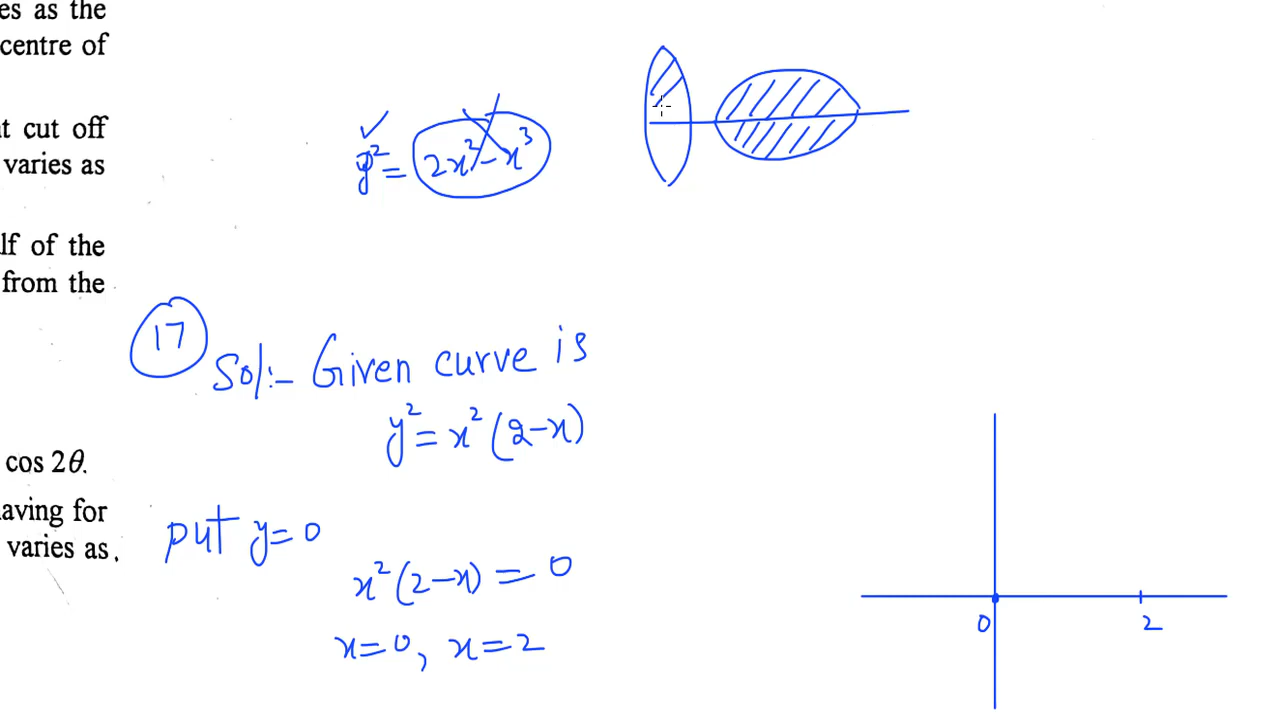 es as the
centre of
t cut off
varies as
y² = 2x² - x³
lf of the
from the
17
Sol:- Given curve is
y² = x² (2-x)
cos 2θ.
aving for
varies as.
put y=0
x² (2-x) = 0
x=0, x=2
0 2